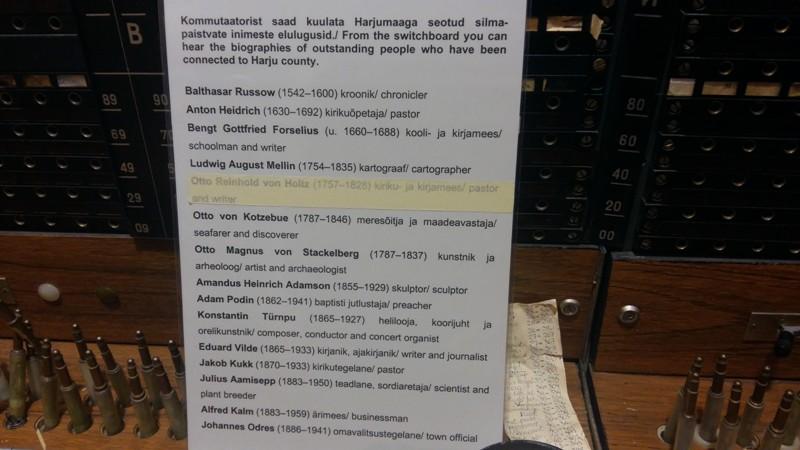 Kommutaatorist saad kuulata Harjumaaga seotud silma-
paistvate inimeste elulugusid./ From the switchboard you can
hear the biographies of outstanding people who have been
connected to Harju county.
Balthasar Russow (1542–1600) kroonik/ chronicler
Anton Heidrich (1630–1692) kirikuõpetaja/ pastor
Bengt Gottfried Forselius (u. 1660–1688) kooli- ja kirjamees/
schoolman and writer
Ludwig August Mellin (1754–1835) kartograaf/ cartographer
Otto Reinhold von Holtz (1757–1828) kiriku- ja kirjamees/ pastor
and writer
Otto von Kotzebue (1787–1846) meresõitja ja maadeavastaja/
seafarer and discoverer
Otto Magnus von Stackelberg (1787–1837) kunstnik ja
arheoloog/ artist and archaeologist
Amandus Heinrich Adamson (1855–1929) skulptor/ sculptor
Adam Podin (1862–1941) baptisti jutlustaja/ preacher
Konstantin Türnpu (1865–1927) helilooja, koorijuht ja
orelikunstnik/ composer, conductor and concert organist
Eduard Vilde (1865–1933) kirjanik, ajakirjanik/ writer and journalist
Jakob Kukk (1870–1933) kirikutegelane/ pastor
Julius Aamisepp (1883–1950) teadlane, sordiaretaja/ scientist and
plant breeder
Alfred Kalm (1883–1959) ärimees/ businessman
Johannes Odres (1886–1941) omavalitsustegelane/ town official
B
89
69
49
29
09
90
80
60
40
20
00